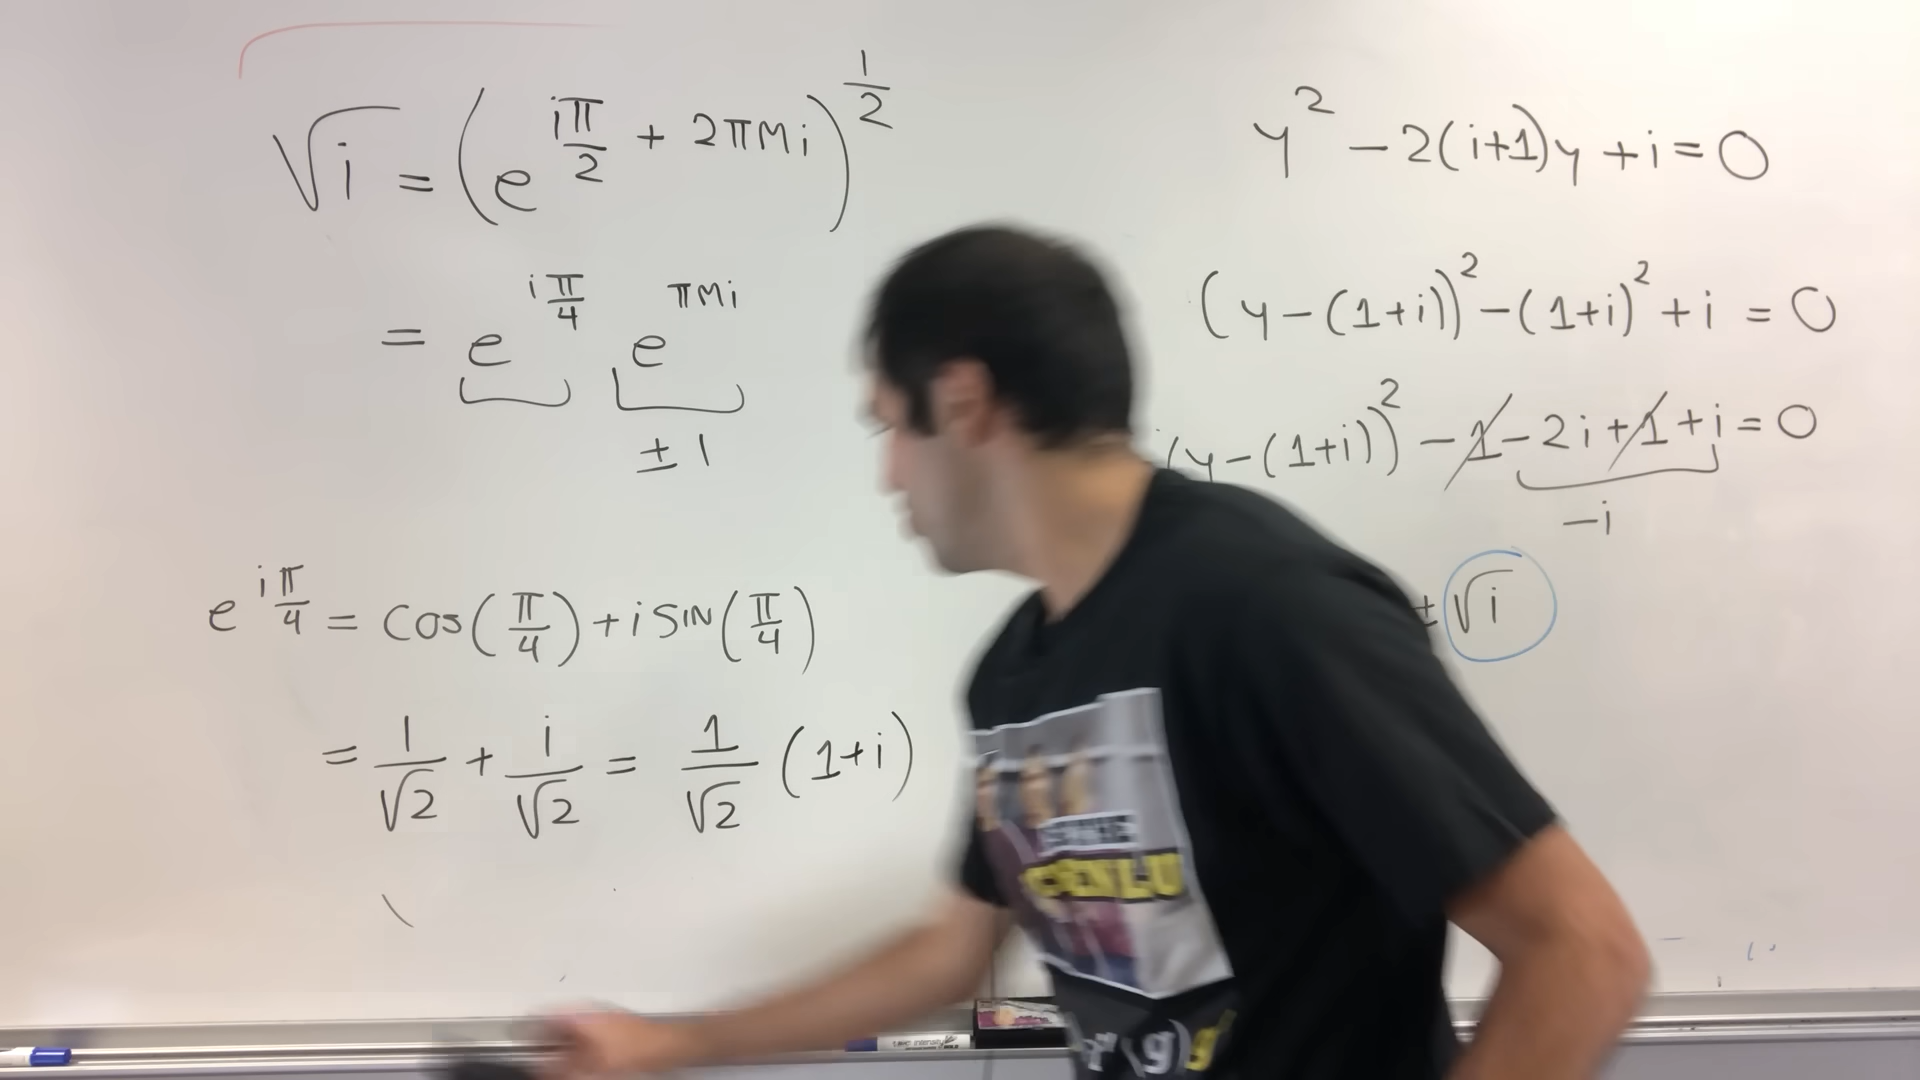 √i = (e^(iπ/2 + 2πMi))^(1/2)
= e^(iπ/4) e^(πMi)
± 1
e^(iπ/4) = cos(π/4) + i sin(π/4)
= 1/√2 + i/√2 = 1/√2 (1+i)
y² - 2(i+1)y + i = 0
(y - (1+i))² - (1+i)² + i = 0
(y - (1+i))² - 1 - 2i + 1 + i = 0
- i
± √i